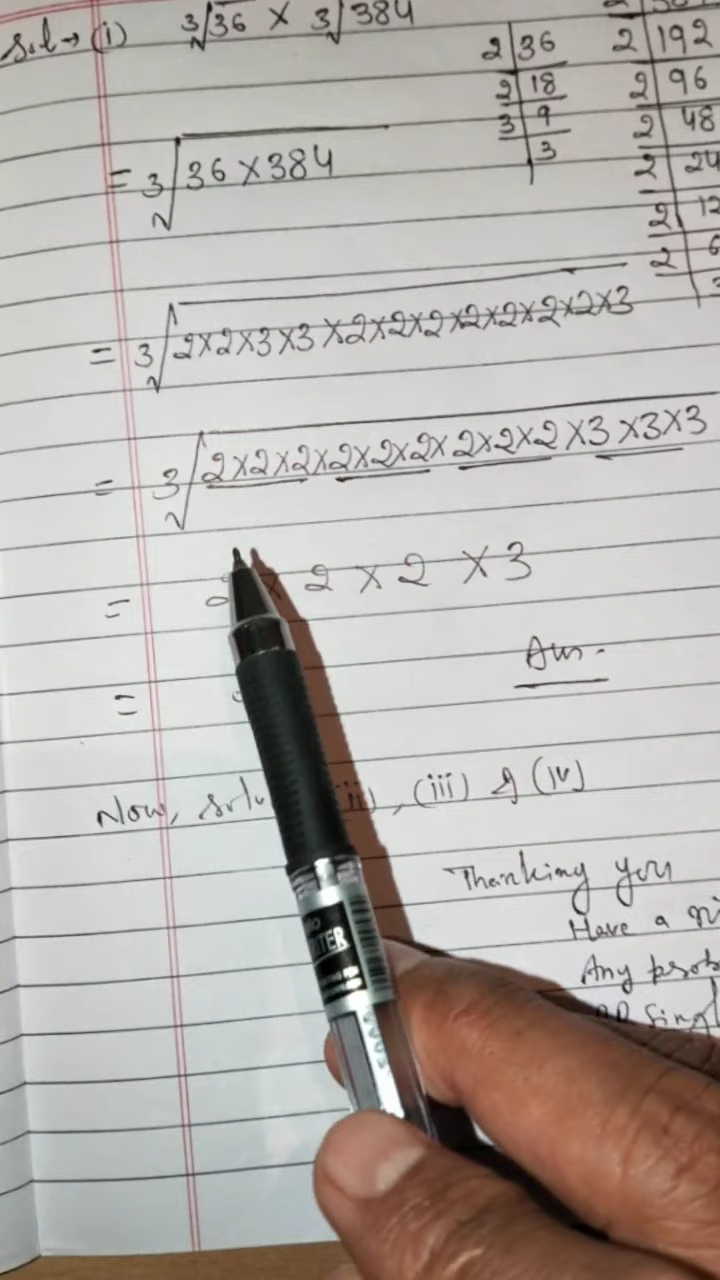 Sol → (i) ∛36 × ∛384
2|36
2|18
3|9
3
2|192
2|96
2|48
2|24
2|12
2|6
= ∛36×384
= ∛2×2×3×3×2×2×2×2×2×2×2×3
= ∛2×2×2×2×2×2×2×2×2×3×3×3
= 2 × 2 × 2 × 3
Ans.
=
Now, (iii) & (iv)
Thanking you
Have a
Any